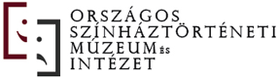 ORSZÁGOS
SZÍNHÁZTÖRTÉNETI
MÚZEUM és
INTÉZET